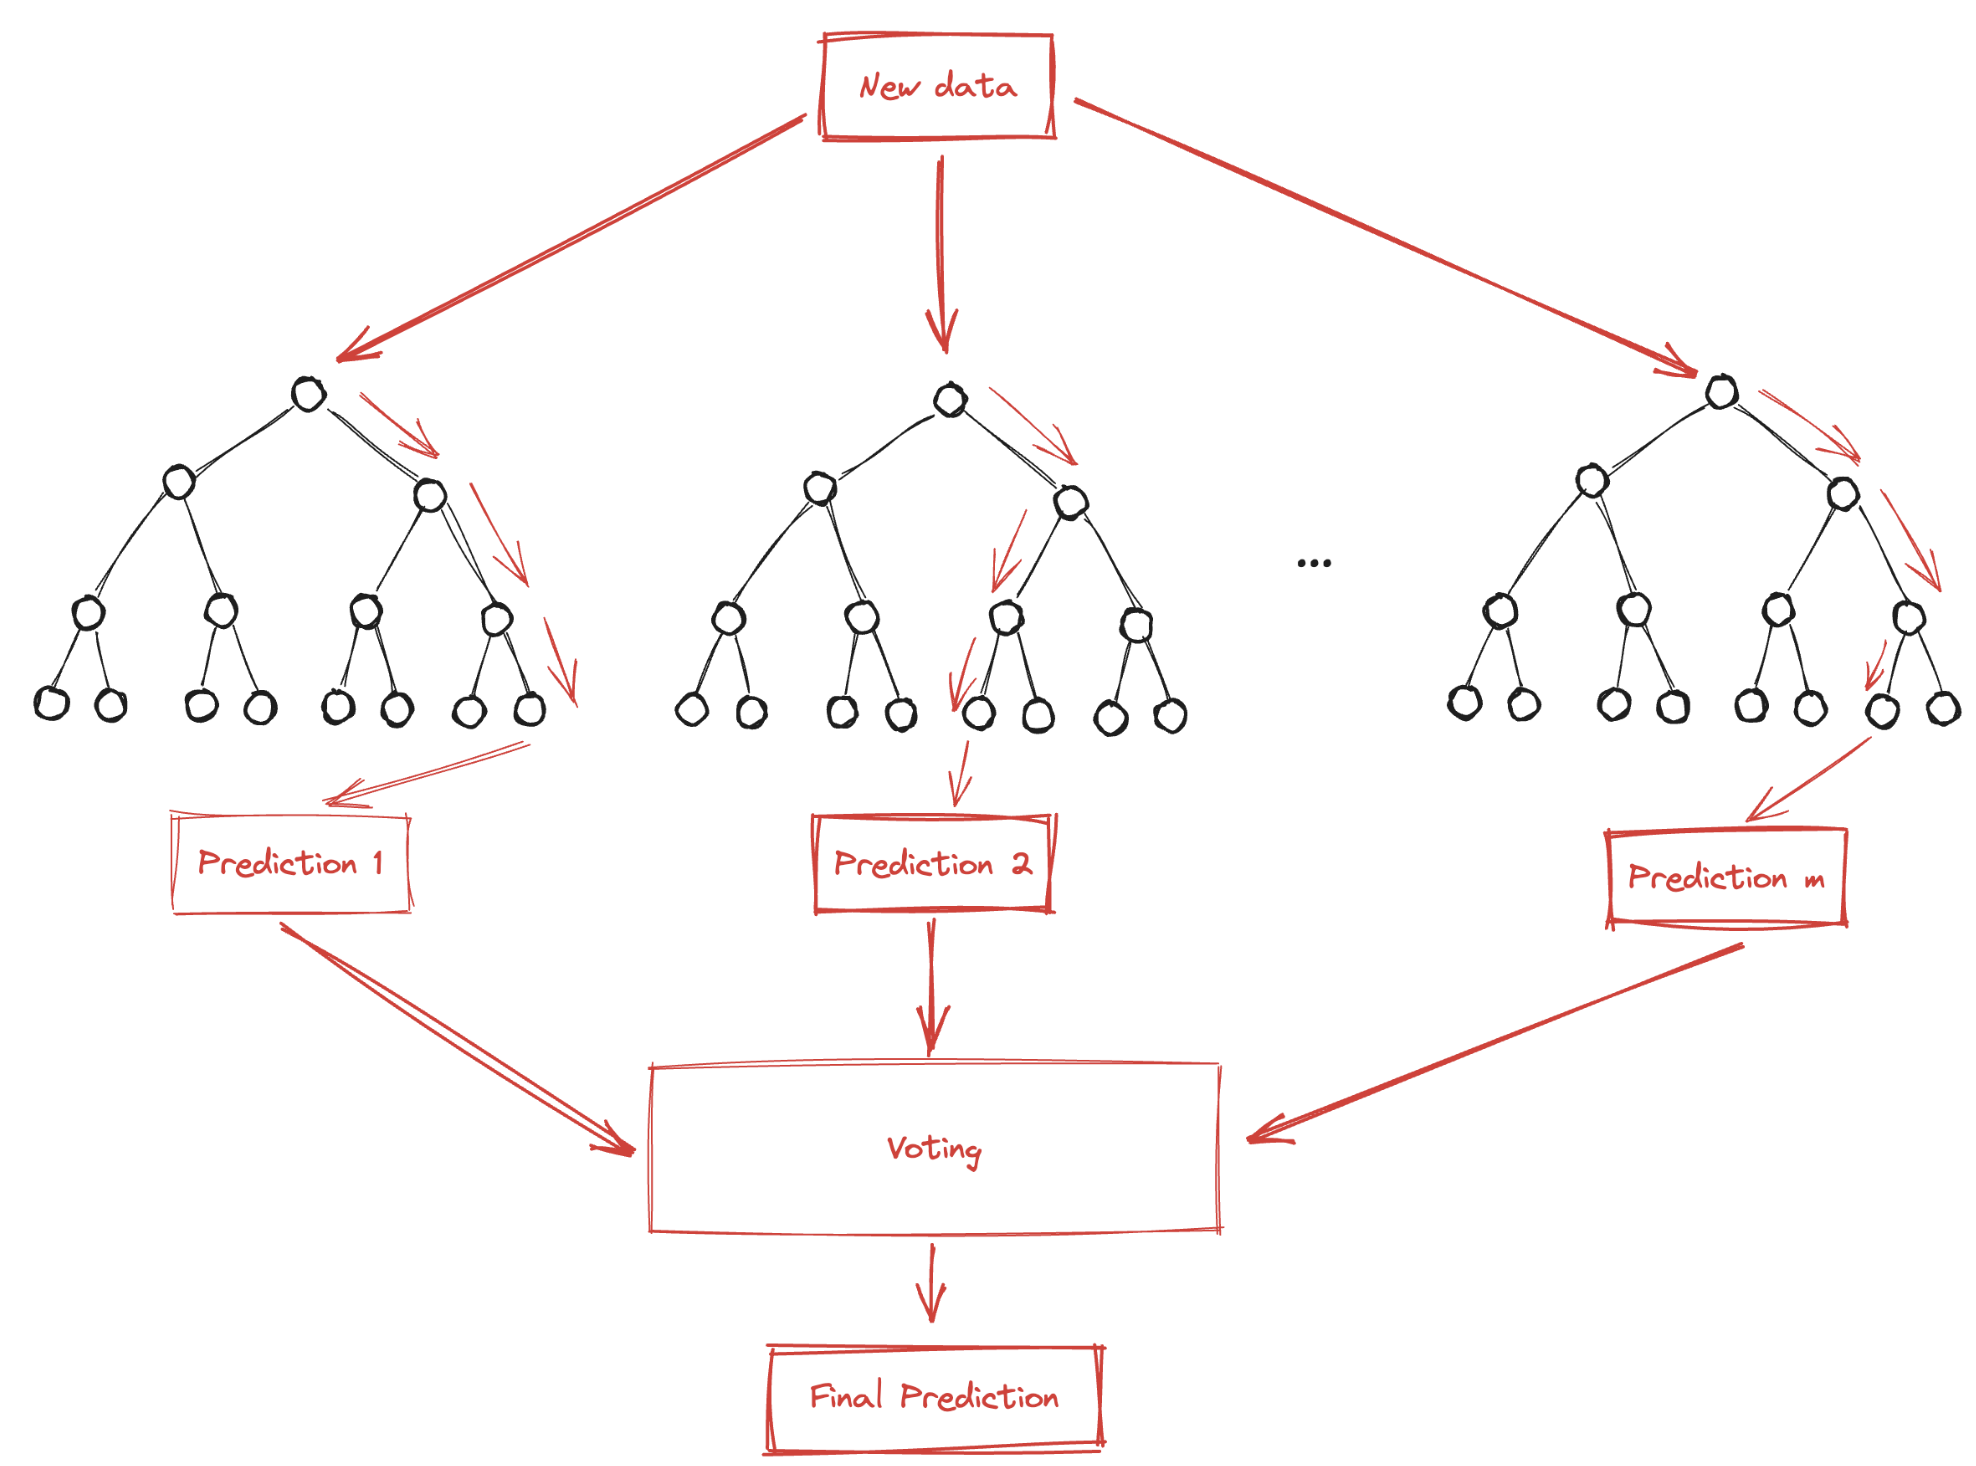 New data
...
Prediction 1
Prediction 2
Prediction m
Voting
Final Prediction